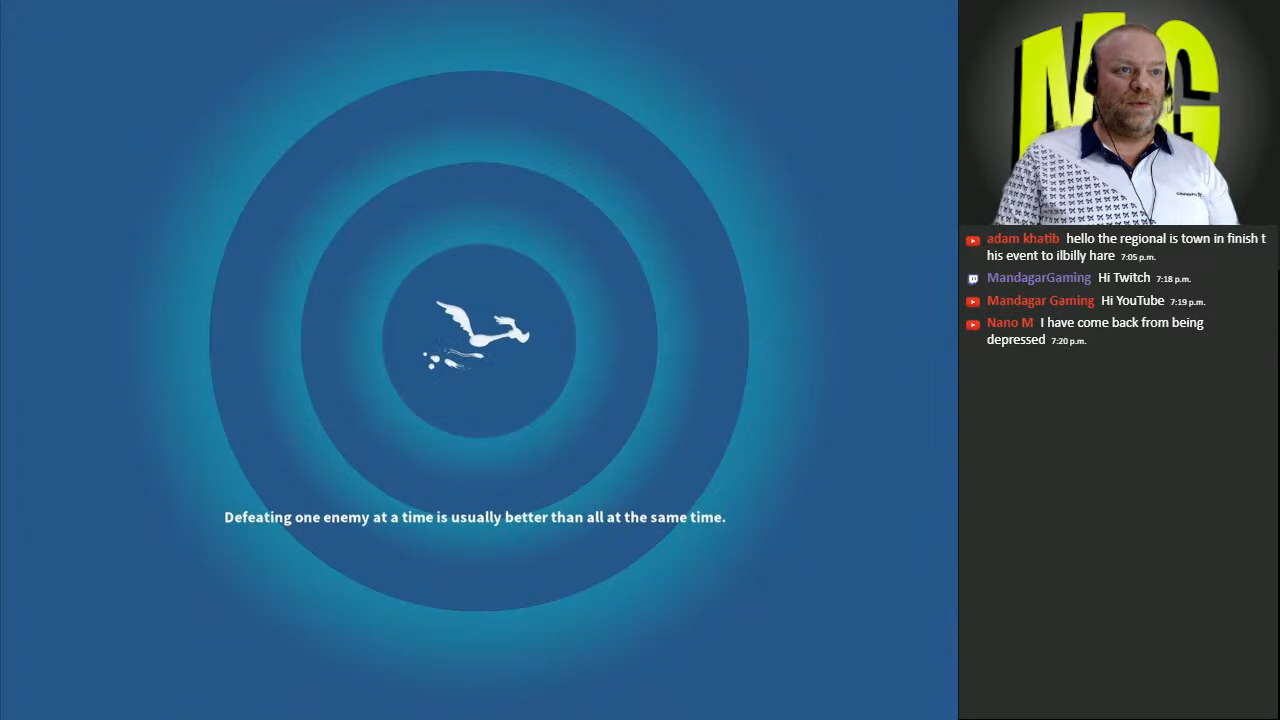 MG
adam khatib hello the regional is town in finish t
his event to ilbilly hare 7:05 p.m.
MandagarGaming Hi Twitch 7:18 p.m.
Mandagar Gaming Hi YouTube 7:19 p.m.
Nano M I have come back from being
depressed 7:20 p.m.
Defeating one enemy at a time is usually better than all at the same time.